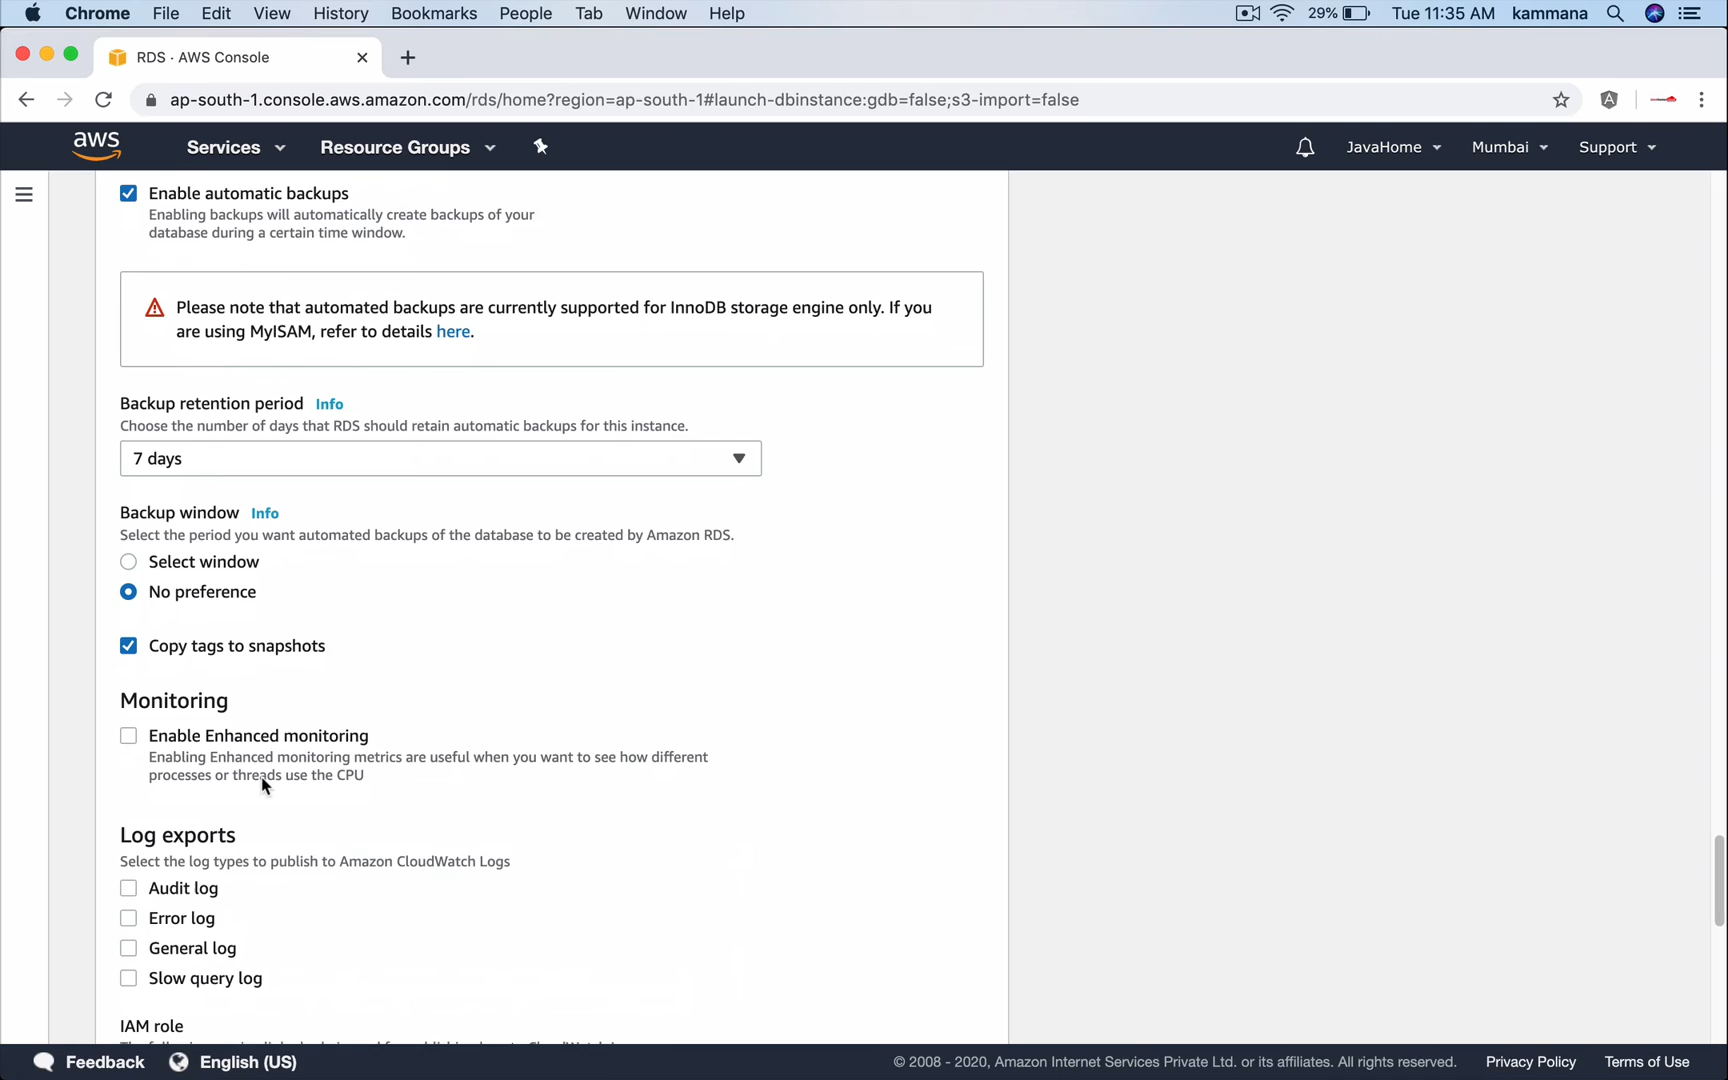 Chrome File Edit View History Bookmarks People Tab Window Help 29% Tue 11:35 AM kammana
RDS · AWS Console
ap-south-1.console.aws.amazon.com/rds/home?region=ap-south-1#launch-dbinstance:gdb=false;s3-import=false
aws Services Resource Groups JavaHome Mumbai Support
Enable automatic backups
Enabling backups will automatically create backups of your
database during a certain time window.
Please note that automated backups are currently supported for InnoDB storage engine only. If you
are using MyISAM, refer to details here.
Backup retention period Info
Choose the number of days that RDS should retain automatic backups for this instance.
7 days
Backup window Info
Select the period you want automated backups of the database to be created by Amazon RDS.
Select window
No preference
Copy tags to snapshots
Monitoring
Enable Enhanced monitoring
Enabling Enhanced monitoring metrics are useful when you want to see how different
processes or threads use the CPU
Log exports
Select the log types to publish to Amazon CloudWatch Logs
Audit log
Error log
General log
Slow query log
IAM role
Feedback English (US) © 2008 - 2020, Amazon Internet Services Private Ltd. or its affiliates. All rights reserved. Privacy Policy Terms of Use